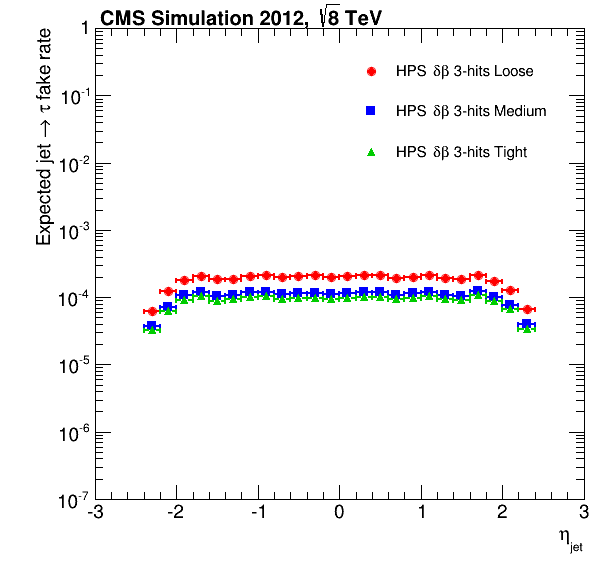 CMS Simulation 2012, √8 TeV
Expected jet → τ fake rate
HPS δβ 3-hits Loose
HPS δβ 3-hits Medium
HPS δβ 3-hits Tight
1
10⁻¹
10⁻²
10⁻³
10⁻⁴
10⁻⁵
10⁻⁶
10⁻⁷
-3 -2 -1 0 1 2 3
η_jet